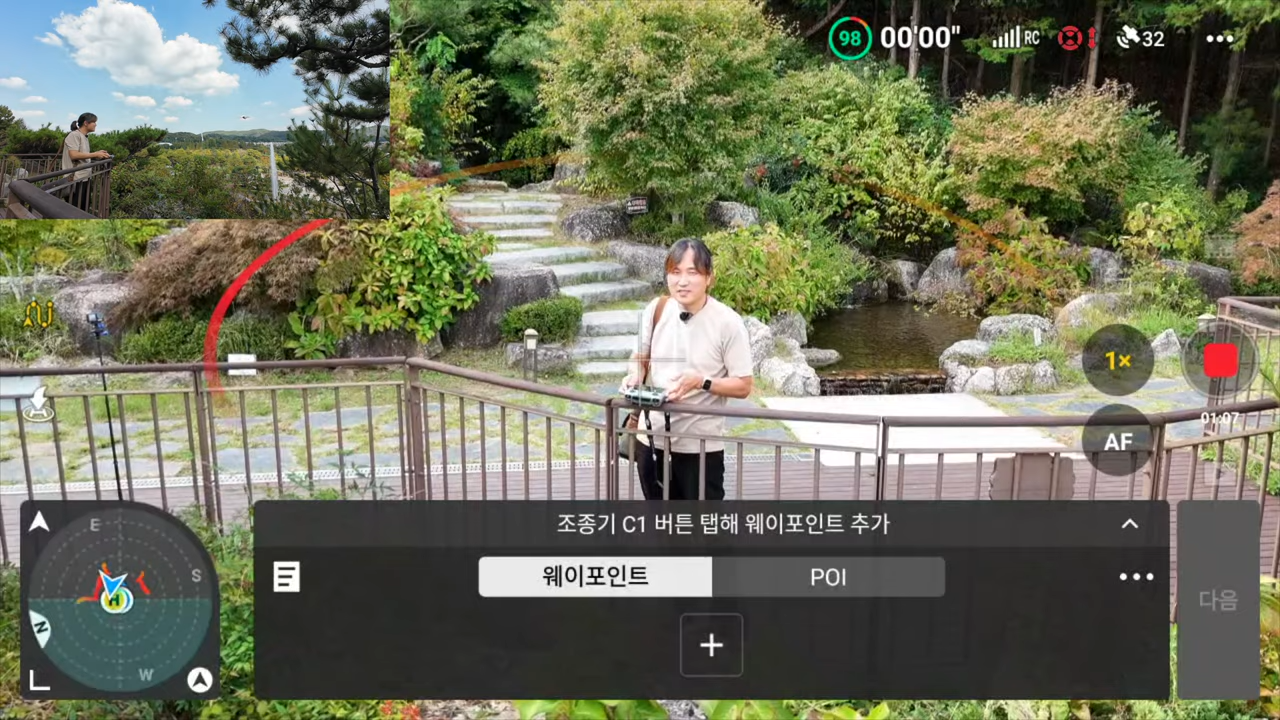 98 00'00" RC 32
1×
01:07
AF
조종기 C1 버튼 탭해 웨이포인트 추가
웨이포인트 POI
다음
E
S
N
H
W